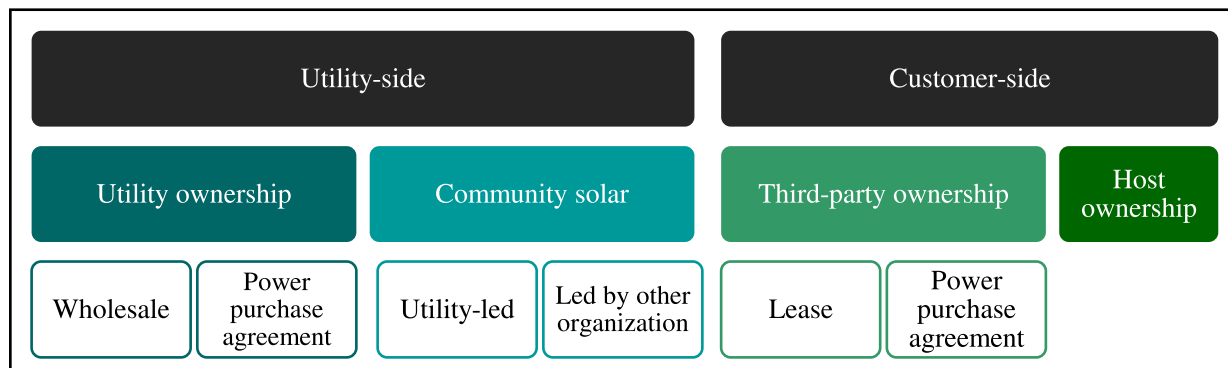 Utility-side
Customer-side
Utility ownership
Community solar
Third-party ownership
Host
ownership
Wholesale
Power
purchase
agreement
Utility-led
Led by other
organization
Lease
Power
purchase
agreement